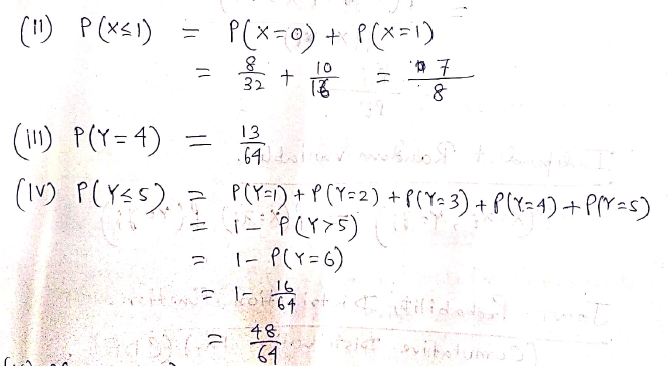 (II) P(X≤1) = P(X=0) + P(X=1)
= 8/32 + 10/16 = 7/8
(III) P(Y=4) = 13/64
(IV) P(Y≤5) = P(Y=1) + P(Y=2) + P(Y=3) + P(Y=4) + P(Y=5)
= 1 - P(Y>5)
= 1 - P(Y=6)
= 1 - 16/64
= 48/64